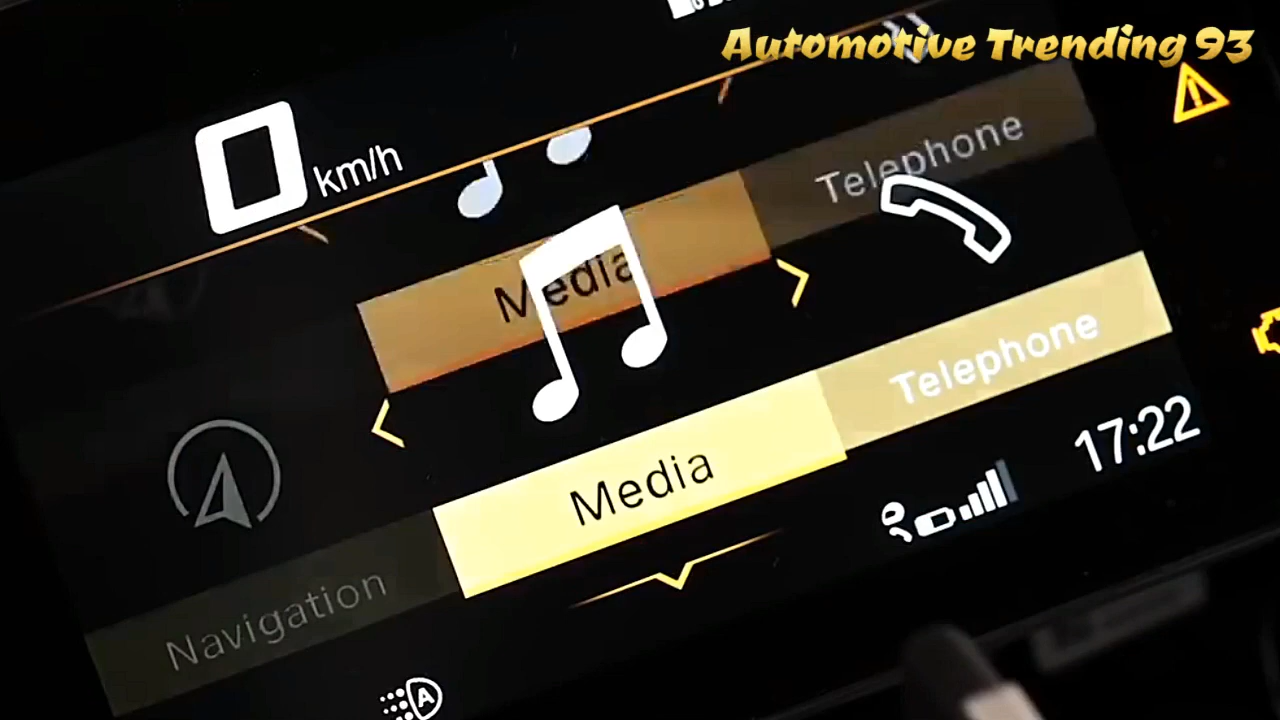 Automotive Trending 93
0 km/h
Telephone
Media
Telephone
Media
17:22
Navigation
A